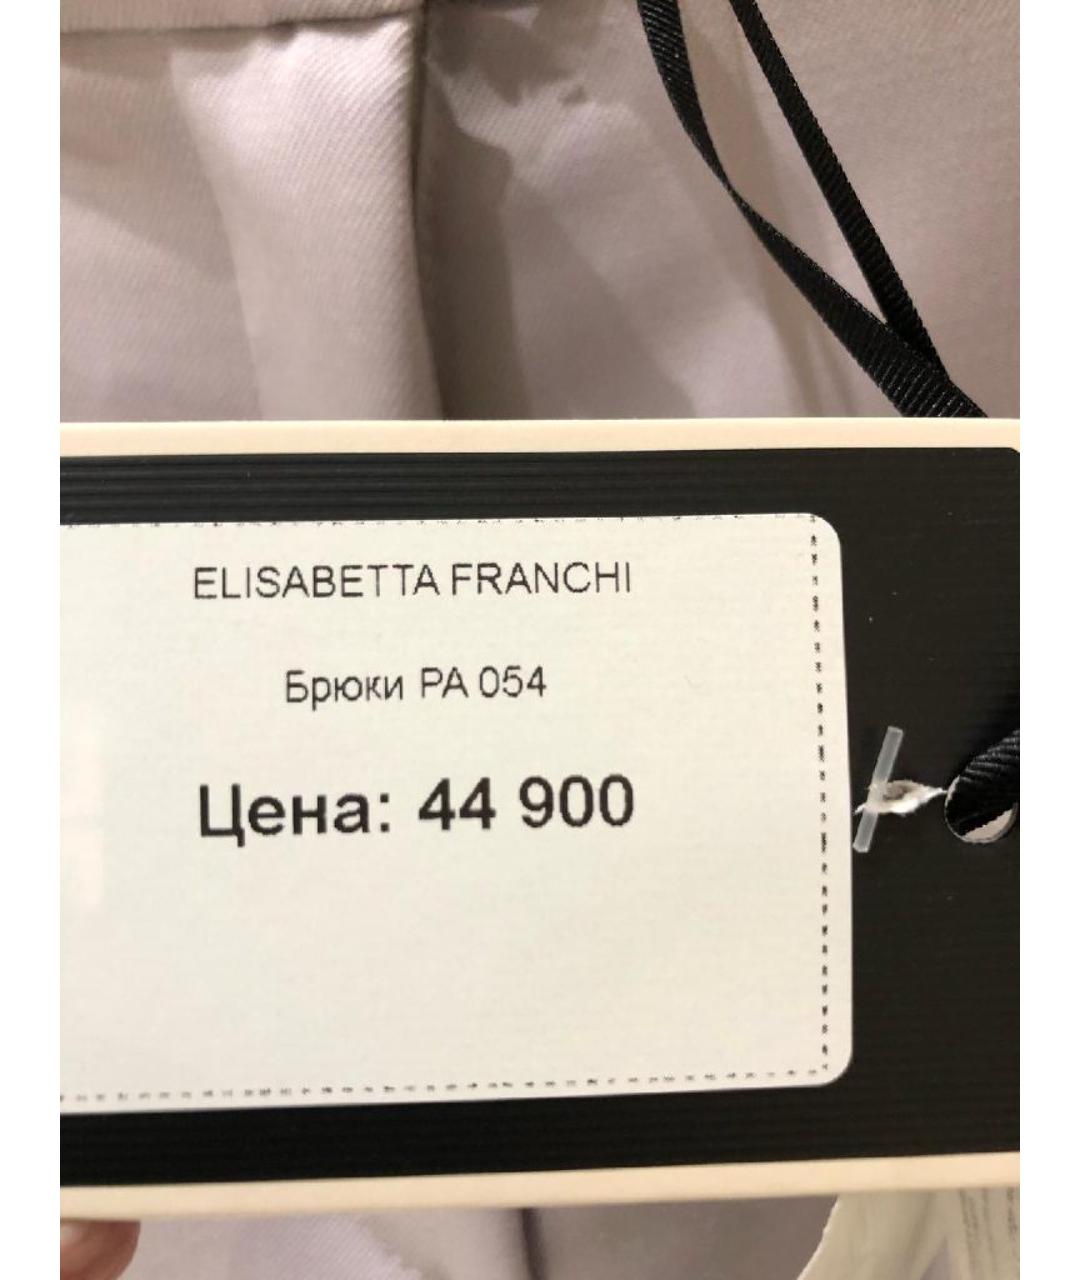 ELISABETTA FRANCHI
Брюки PA 054
Цена: 44 900